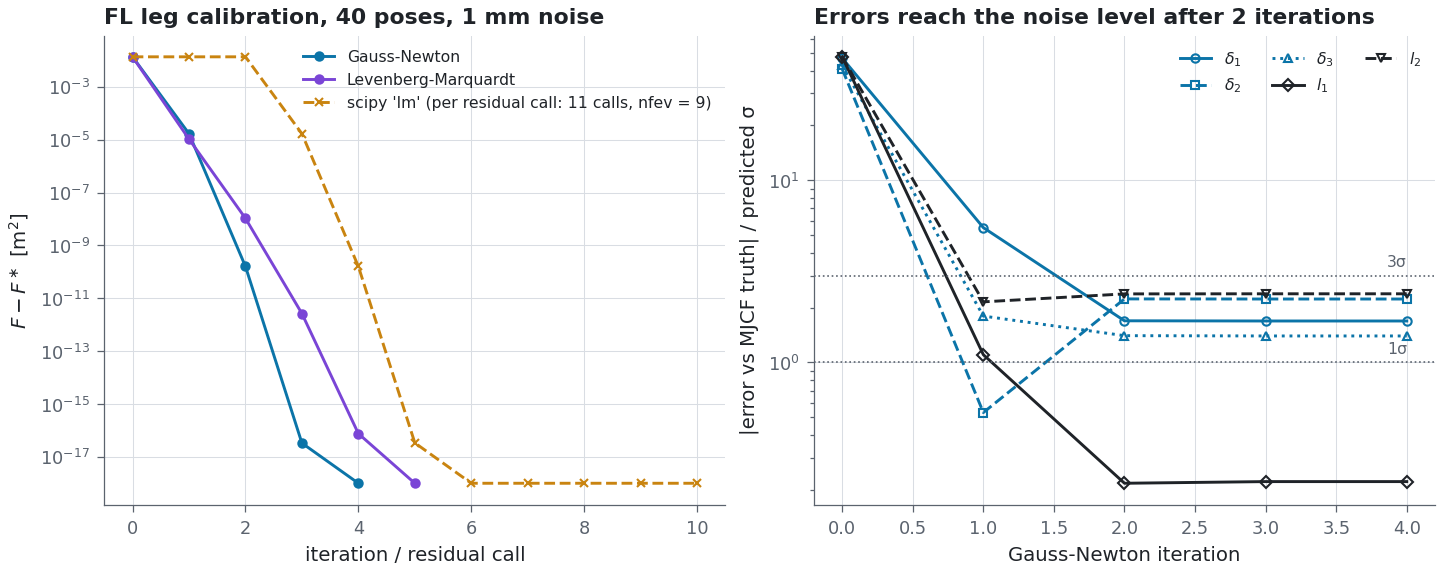 FL leg calibration, 40 poses, 1 mm noise
Gauss-Newton
Levenberg-Marquardt
scipy 'lm' (per residual call: 11 calls, nfev = 9)
F − F* [m²]
10⁻³
10⁻⁵
10⁻⁷
10⁻⁹
10⁻¹¹
10⁻¹³
10⁻¹⁵
10⁻¹⁷
0 2 4 6 8 10
iteration / residual call
Errors reach the noise level after 2 iterations
δ₁ δ₃ l₂
δ₂ l₁
|error vs MJCF truth| / predicted σ
10¹
10⁰
3σ
1σ
0.0 0.5 1.0 1.5 2.0 2.5 3.0 3.5 4.0
Gauss-Newton iteration